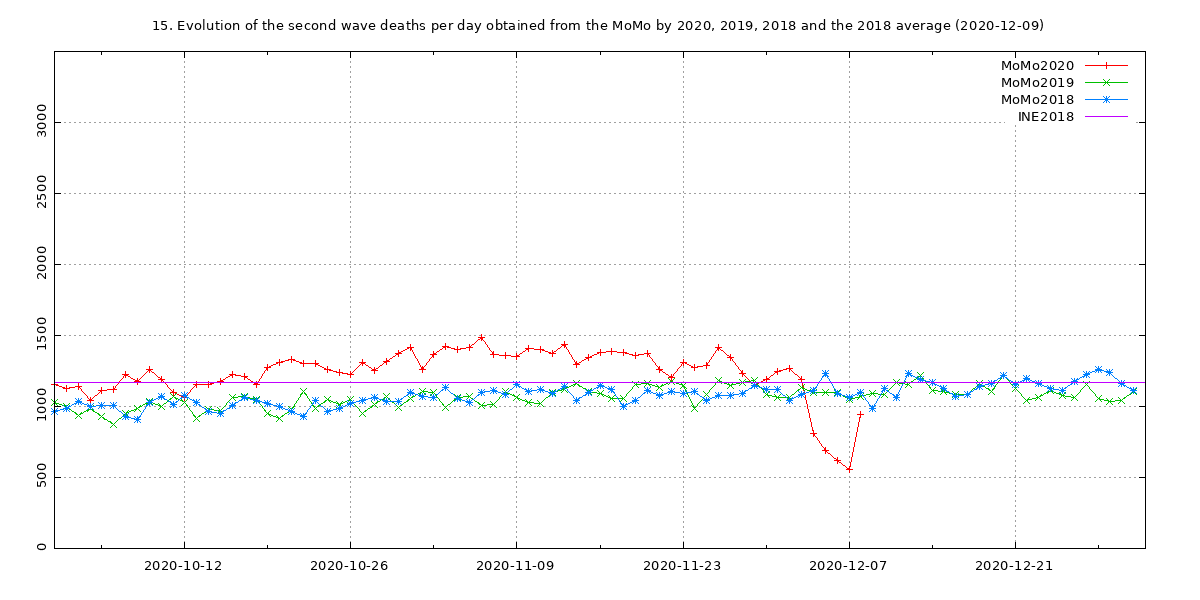 15. Evolution of the second wave deaths per day obtained from the MoMo by 2020, 2019, 2018 and the 2018 average (2020-12-09)
MoMo2020
MoMo2019
MoMo2018
INE2018
3000
2500
2000
1500
1000
500
0
2020-10-12 2020-10-26 2020-11-09 2020-11-23 2020-12-07 2020-12-21